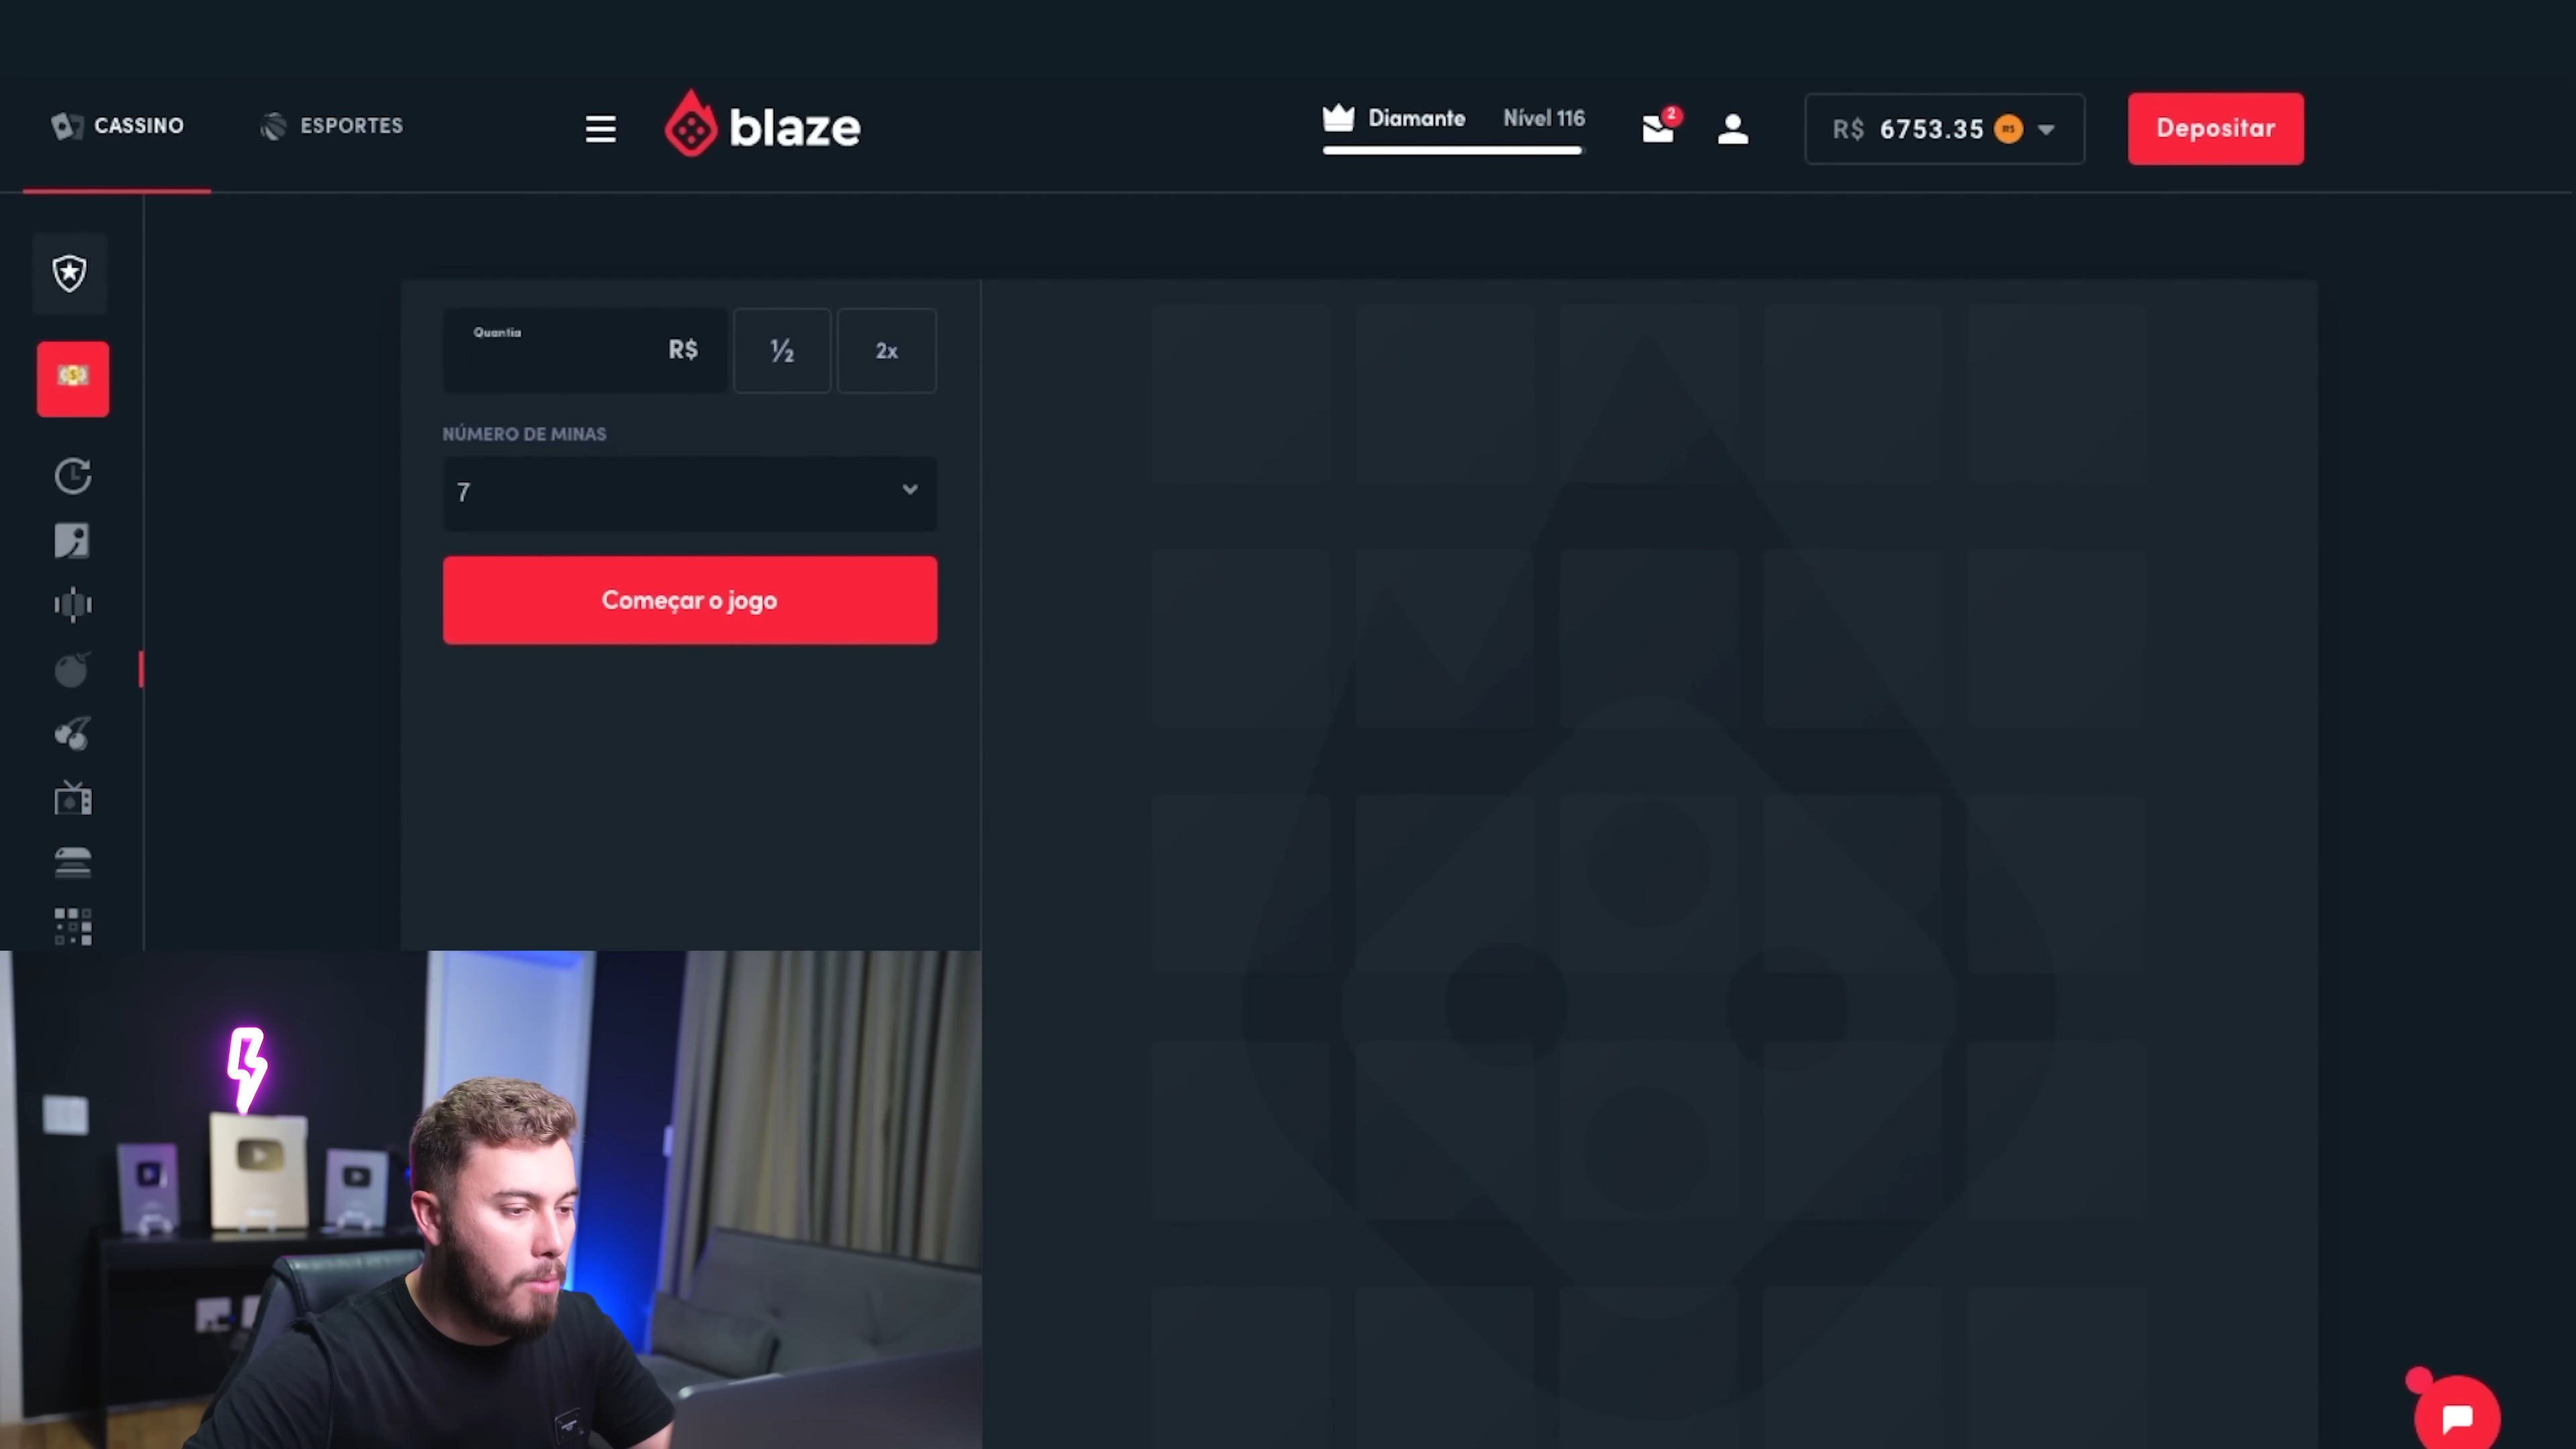 CASSINO
ESPORTES
blaze
Diamante
Nível 116
2
R$ 6753.35 R$
Depositar
Quantia
R$
½
2x
NÚMERO DE MINAS
7
Começar o jogo